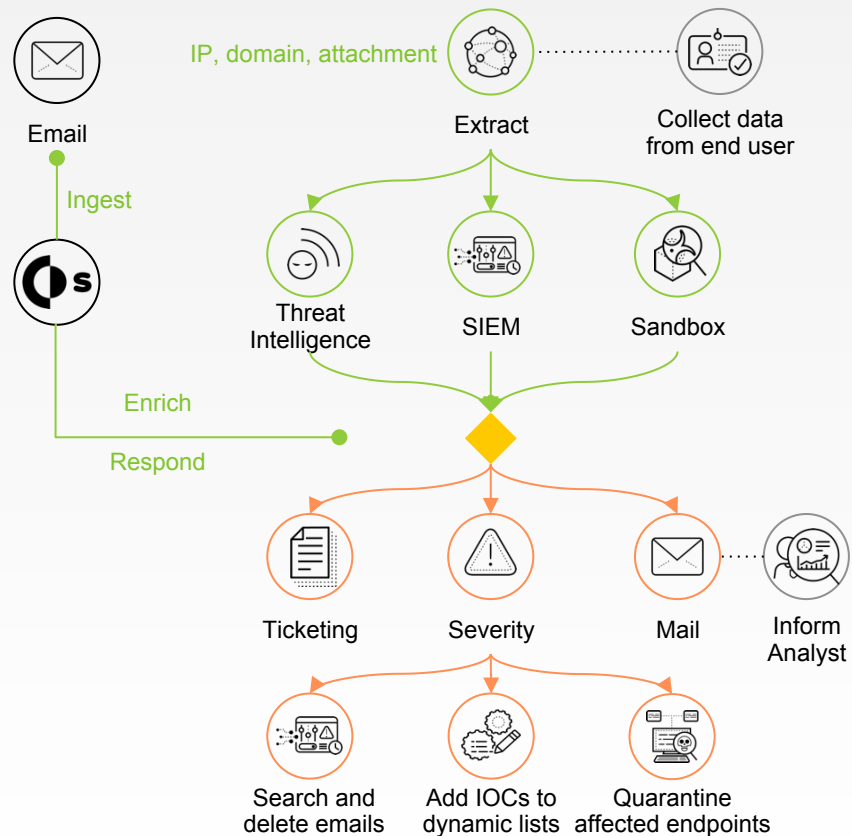 IP, domain, attachment
Email
Extract
Collect data
from end user
Ingest
s
Threat
Intelligence
SIEM
Sandbox
Enrich
Respond
Ticketing
Severity
Mail
Inform
Analyst
Search and
delete emails
Add IOCs to
dynamic lists
Quarantine
affected endpoints